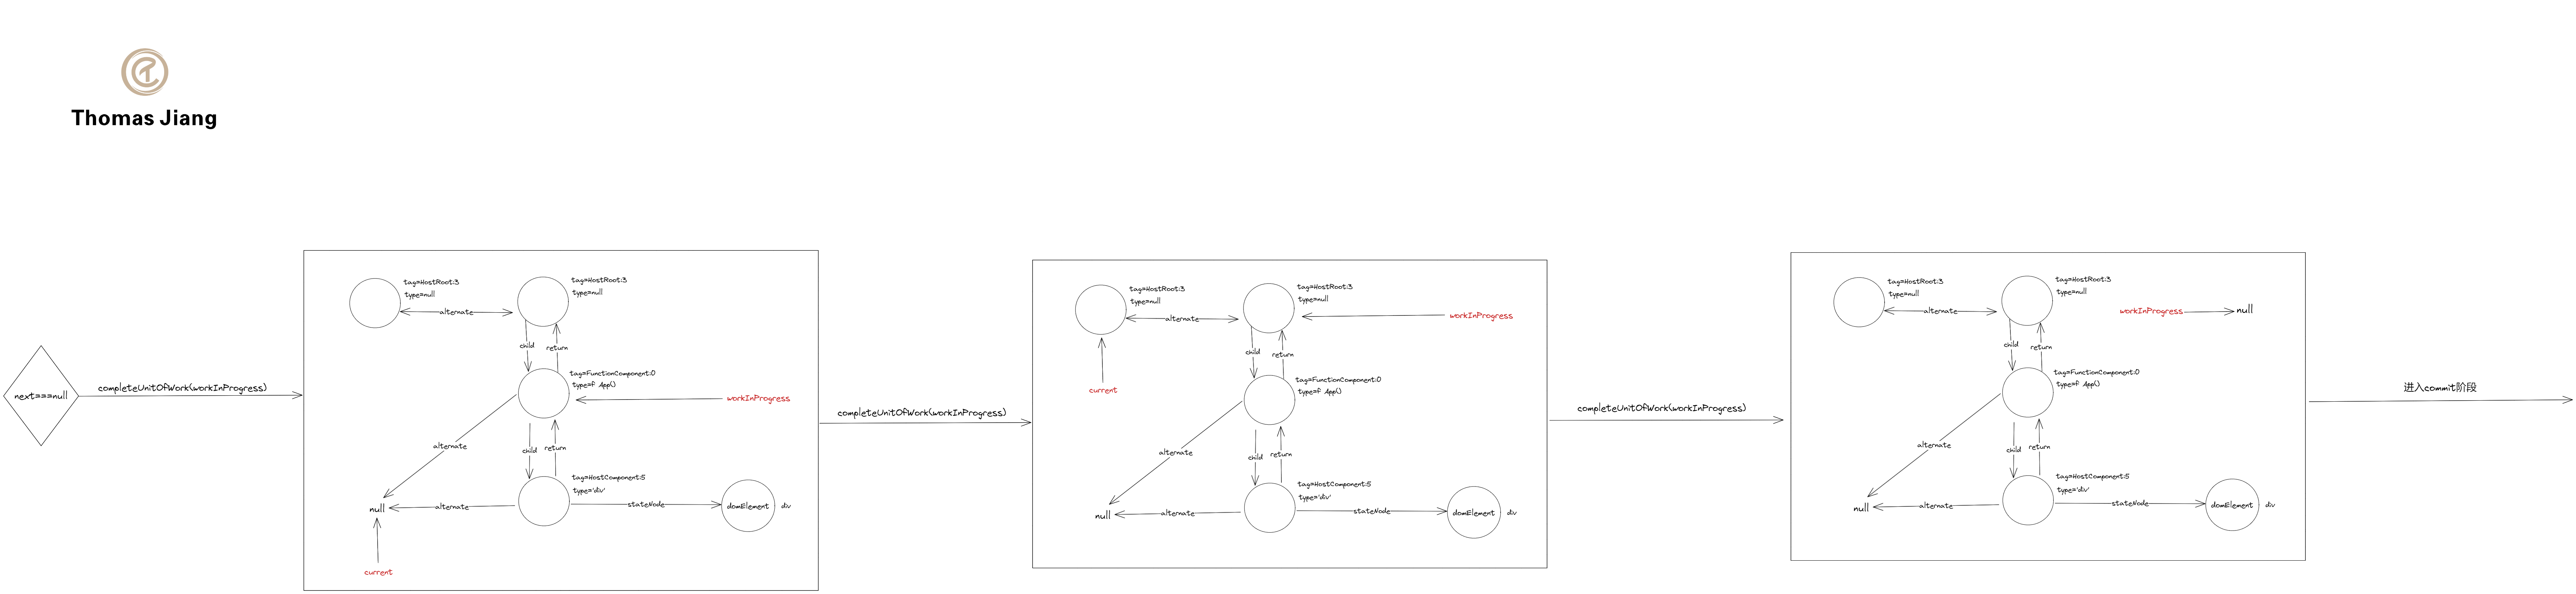 Thomas Jiang
next===null
completeUnitOfWork(workInProgress)
tag=HostRoot:3
type=null
alternate
tag=HostRoot:3
type=null
child
return
tag=FunctionComponent:0
type=f App()
workInProgress
alternate
child
return
tag=HostComponent:5
type='div'
null
alternate
stateNode
domElement
div
current
completeUnitOfWork(workInProgress)
tag=HostRoot:3
type=null
alternate
tag=HostRoot:3
type=null
workInProgress
child
return
current
tag=FunctionComponent:0
type=f App()
alternate
child
return
tag=HostComponent:5
type='div'
null
alternate
stateNode
domElement
div
completeUnitOfWork(workInProgress)
tag=HostRoot:3
type=null
alternate
tag=HostRoot:3
type=null
workInProgress
null
child
return
tag=FunctionComponent:0
type=f App()
alternate
child
return
tag=HostComponent:5
type='div'
null
alternate
stateNode
domElement
div
进入commit阶段